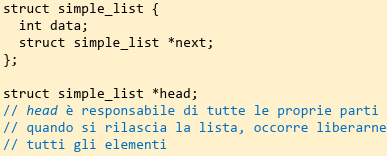 struct simple_list {
  int data;
  struct simple_list *next;
};

struct simple_list *head;
// head è responsabile di tutte le proprie parti
// quando si rilascia la lista, occorre liberarne
// tutti gli elementi